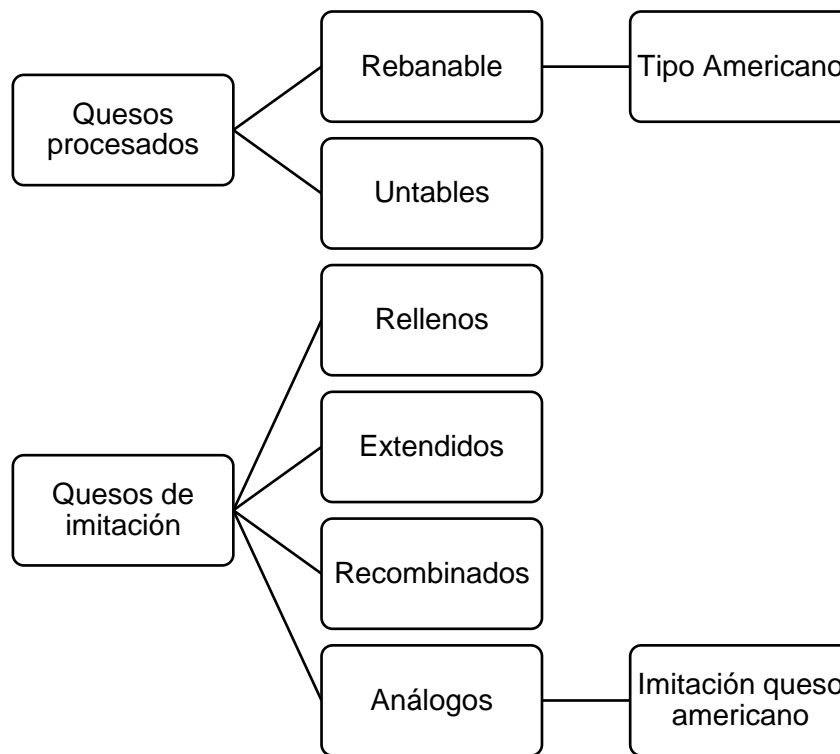 Quesos
procesados
Rebanable
Tipo Americano
Untables
Quesos de
imitación
Rellenos
Extendidos
Recombinados
Análogos
Imitación queso
americano